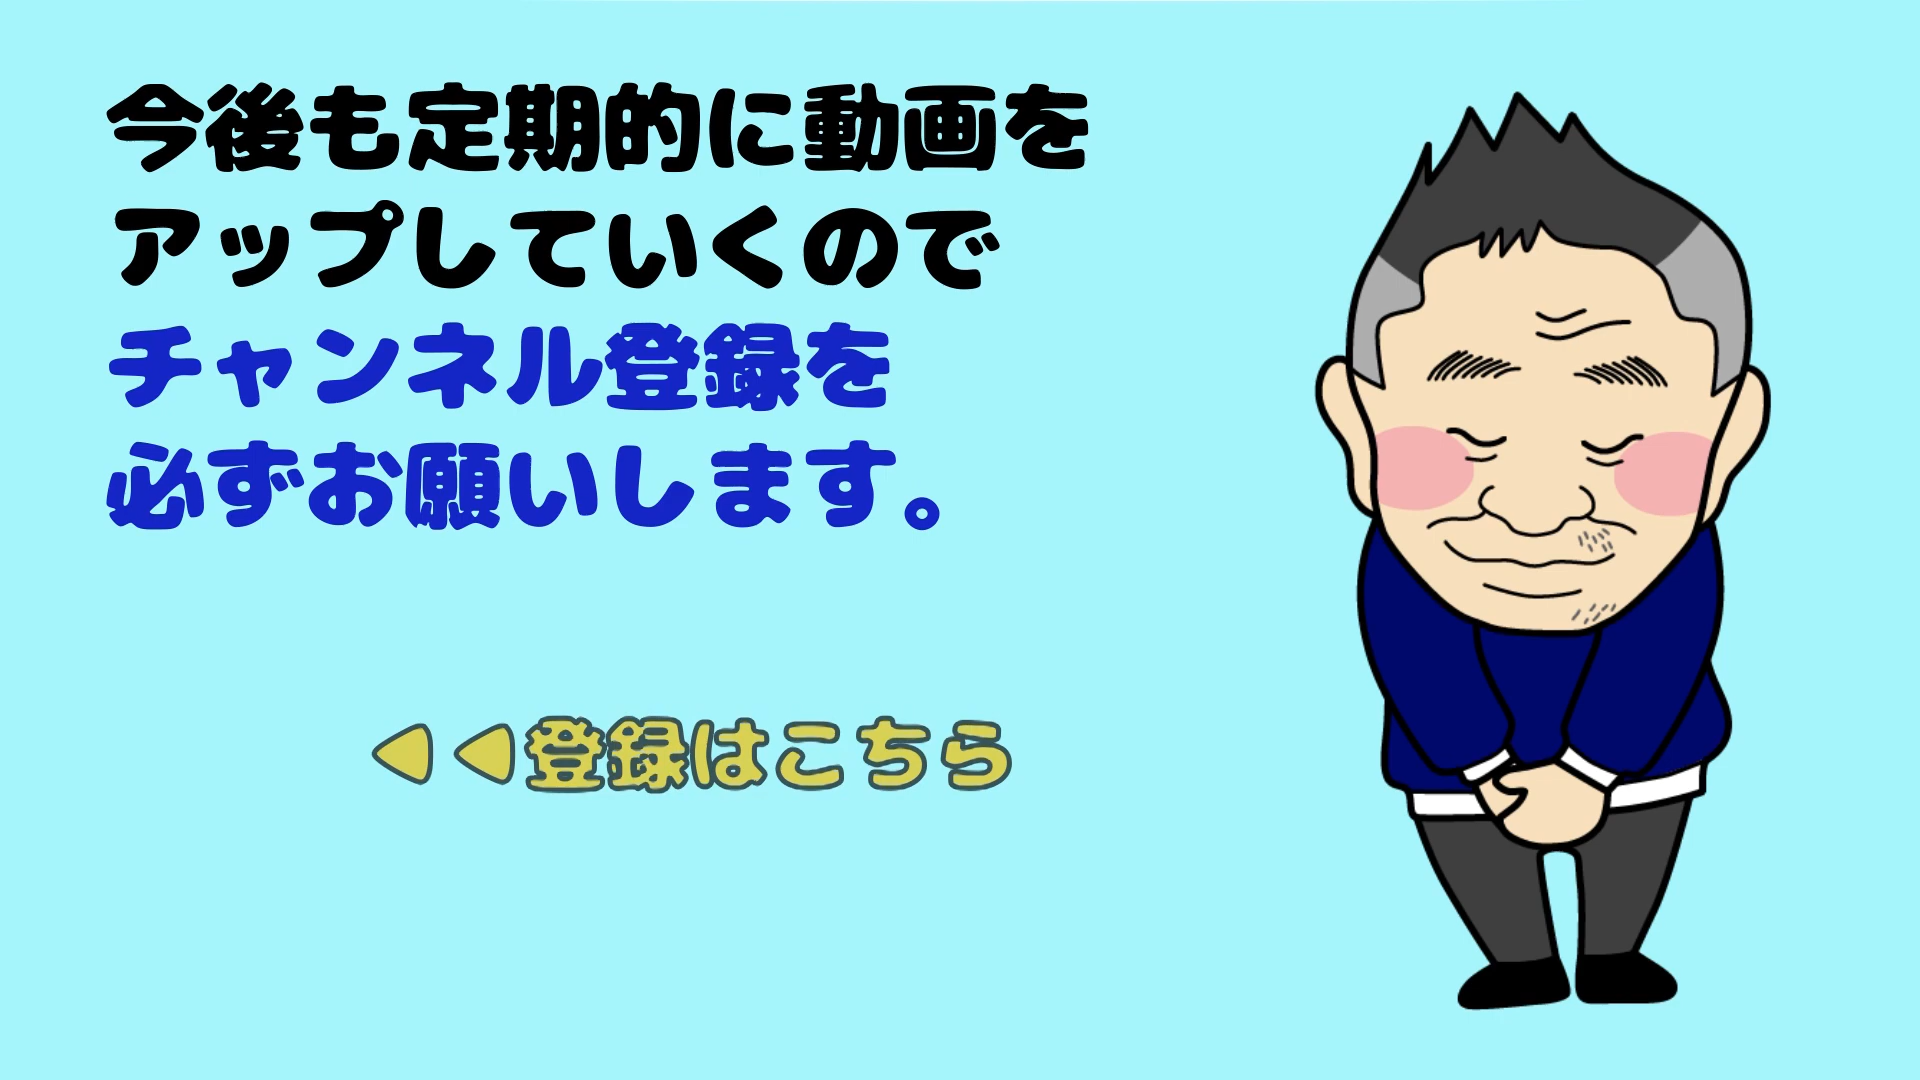 今後も定期的に動画を
アップしていくので
チャンネル登録を
必ずお願いします。
◀◀登録はこちら